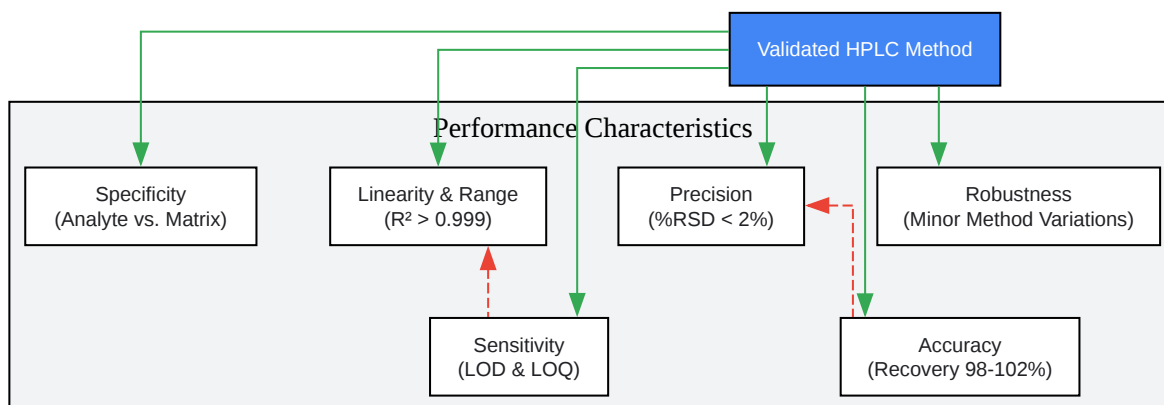 Validated HPLC Method
Performance Characteristics
Specificity
(Analyte vs. Matrix)
Linearity & Range
(R² > 0.999)
Precision
(%RSD < 2%)
Robustness
(Minor Method Variations)
Sensitivity
(LOD & LOQ)
Accuracy
(Recovery 98-102%)